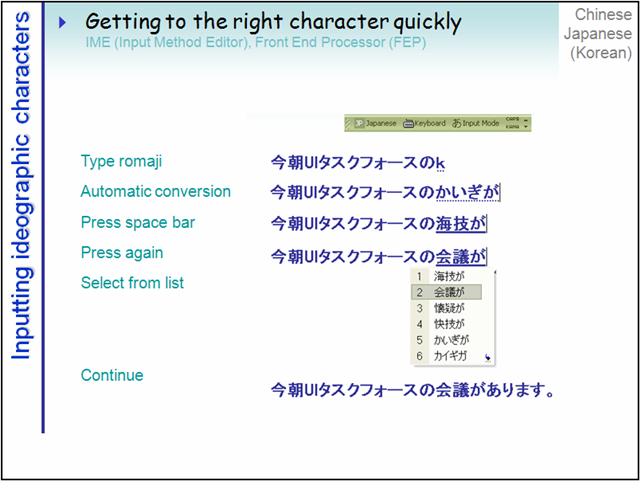 Inputting ideographic characters
Getting to the right character quickly
IME (Input Method Editor), Front End Processor (FEP)
Chinese
Japanese
(Korean)
JP Japanese Keyboard あ Input Mode CAPS KANA
Type romaji 今朝UIタスクフォースのk
Automatic conversion 今朝UIタスクフォースのかいぎが
Press space bar 今朝UIタスクフォースの海技が
Press again 今朝UIタスクフォースの会議が
Select from list
1 海技が
2 会議が
3 懐疑が
4 快技が
5 かいぎが
6 カイギガ
Continue
今朝UIタスクフォースの会議があります。